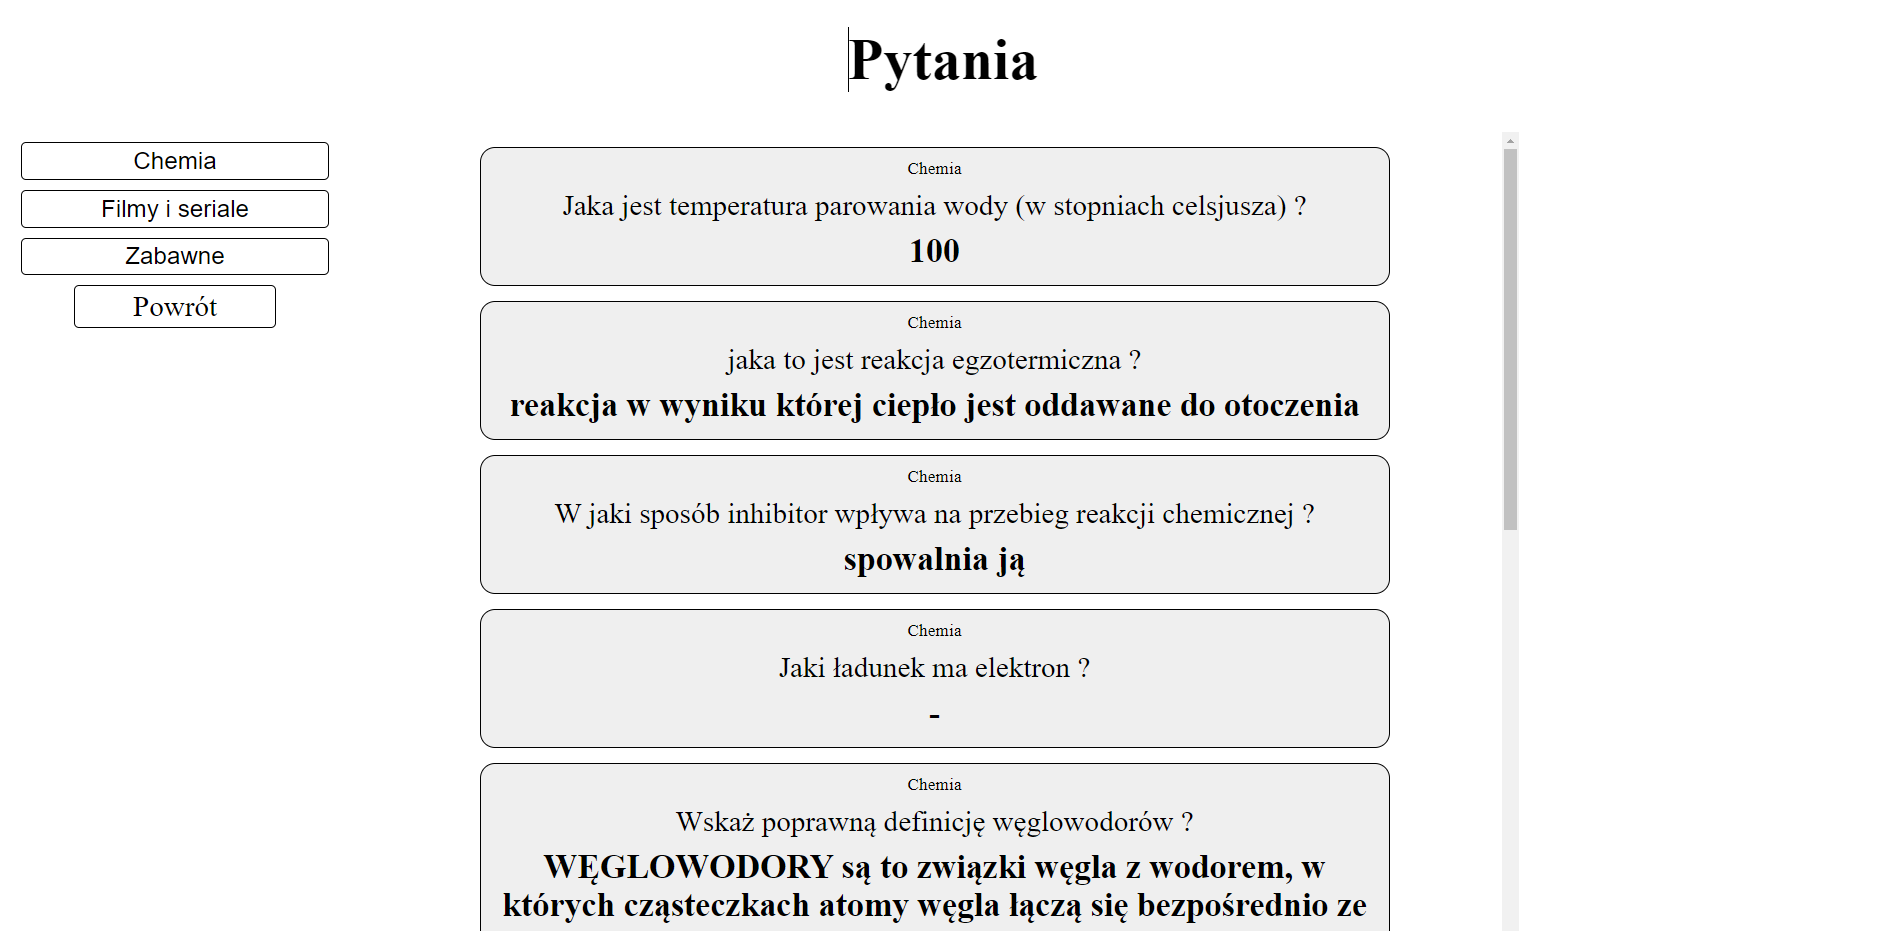 Pytania
Chemia
Filmy i seriale
Zabawne
Powrót
Chemia
Jaka jest temperatura parowania wody (w stopniach celsjusza) ?
100
Chemia
jaka to jest reakcja egzotermiczna ?
reakcja w wyniku której ciepło jest oddawane do otoczenia
Chemia
W jaki sposób inhibitor wpływa na przebieg reakcji chemicznej ?
spowalnia ją
Chemia
Jaki ładunek ma elektron ?
-
Chemia
Wskaż poprawną definicję węglowodorów ?
WĘGLOWODORY są to związki węgla z wodorem, w
których cząsteczkach atomy węgla łączą się bezpośrednio ze